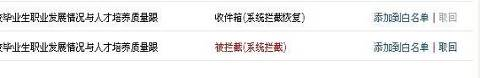 毕业生职业发展情况与人才培养质量跟 收件箱(系统拦截恢复) 添加到白名单 | 取回
毕业生职业发展情况与人才培养质量跟 被拦截(系统拦截) 添加到白名单 | 取回